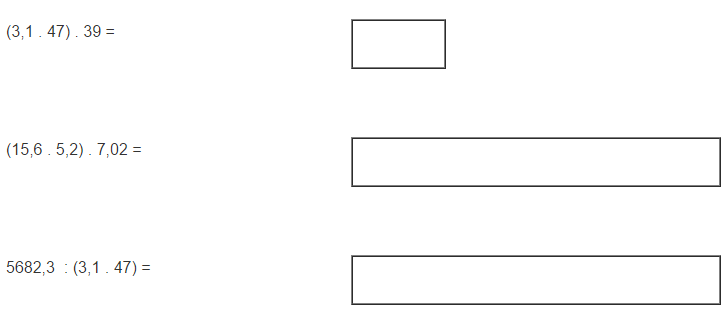 (3,1 . 47) . 39 =
(15,6 . 5,2) . 7,02 =
5682,3 : (3,1 . 47) =